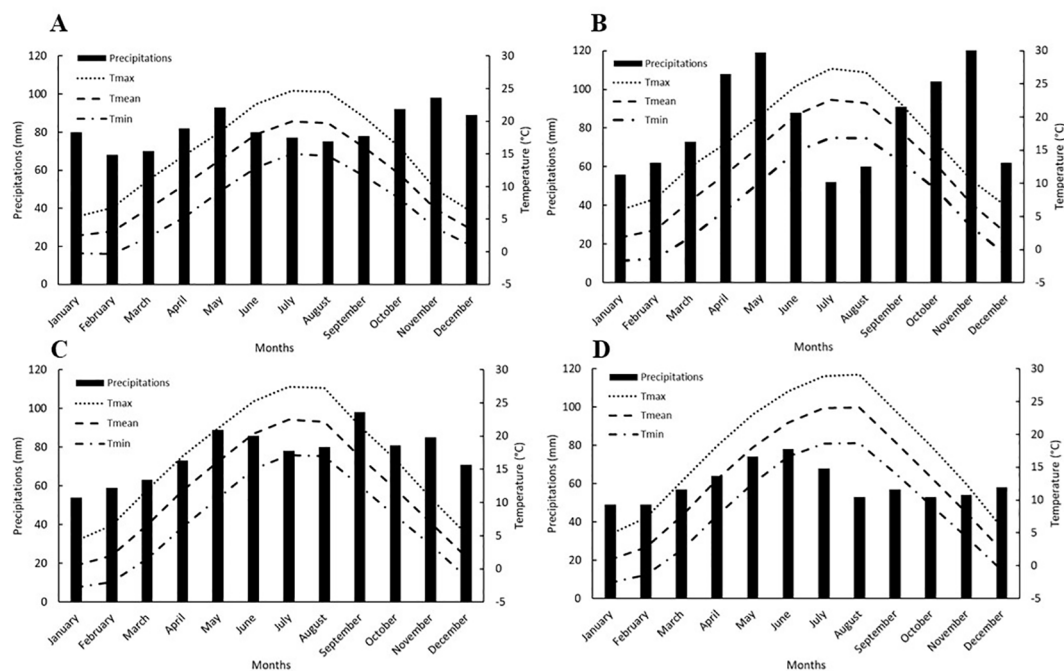 A
Precipitations
Tmax
Tmean
Tmin
120
100
80
60
40
20
0
Precipitations (mm)
30
25
20
15
10
5
0
-5
Temperature (°C)
January
February
March
April
May
June
July
August
September
October
November
December
Months
B
Precipitations
Tmax
Tmean
Tmin
120
100
80
60
40
20
0
Precipitations (mm)
30
25
20
15
10
5
0
-5
Temperature (°C)
January
February
March
April
May
June
July
August
September
October
November
December
Months
C
Precipitations
Tmax
Tmean
Tmin
120
100
80
60
40
20
0
Precipitations (mm)
30
25
20
15
10
5
0
-5
Temperature (°C)
January
February
March
April
May
June
July
August
September
October
November
December
Months
D
Precipitations
Tmax
Tmean
Tmin
120
100
80
60
40
20
0
Precipitations (mm)
30
25
20
15
10
5
0
-5
Temperature (°C)
January
February
March
April
May
June
July
August
September
October
November
December
Months